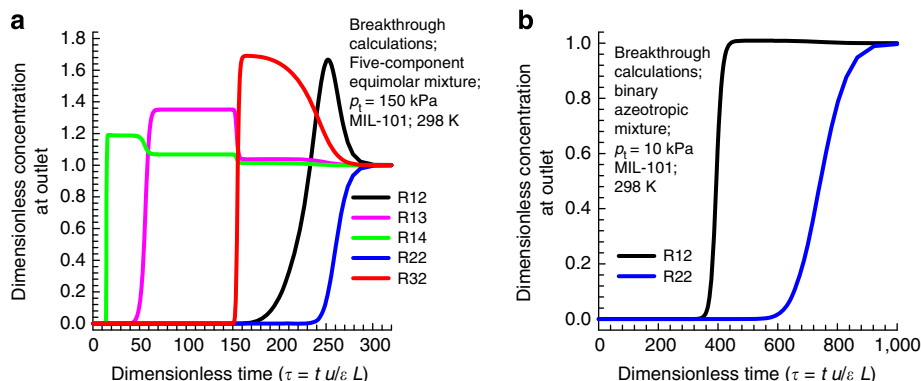 a
Dimensionless concentration
at outlet
1.8
1.6
1.4
1.2
1.0
0.8
0.6
0.4
0.2
0.0
Breakthrough
calculations;
Five-component
equimolar mixture;
pt = 150 kPa
MIL-101; 298 K
R12
R13
R14
R22
R32
0 50 100 150 200 250 300
Dimensionless time (τ = t u/ε L)
b
Dimensionless concentration
at outlet
1.0
0.8
0.6
0.4
0.2
0.0
Breakthrough
calculations;
binary
azeotropic
mixture;
pt = 10 kPa
MIL-101;
298 K
R12
R22
0 200 400 600 800 1,000
Dimensionless time (τ = t u/ε L)